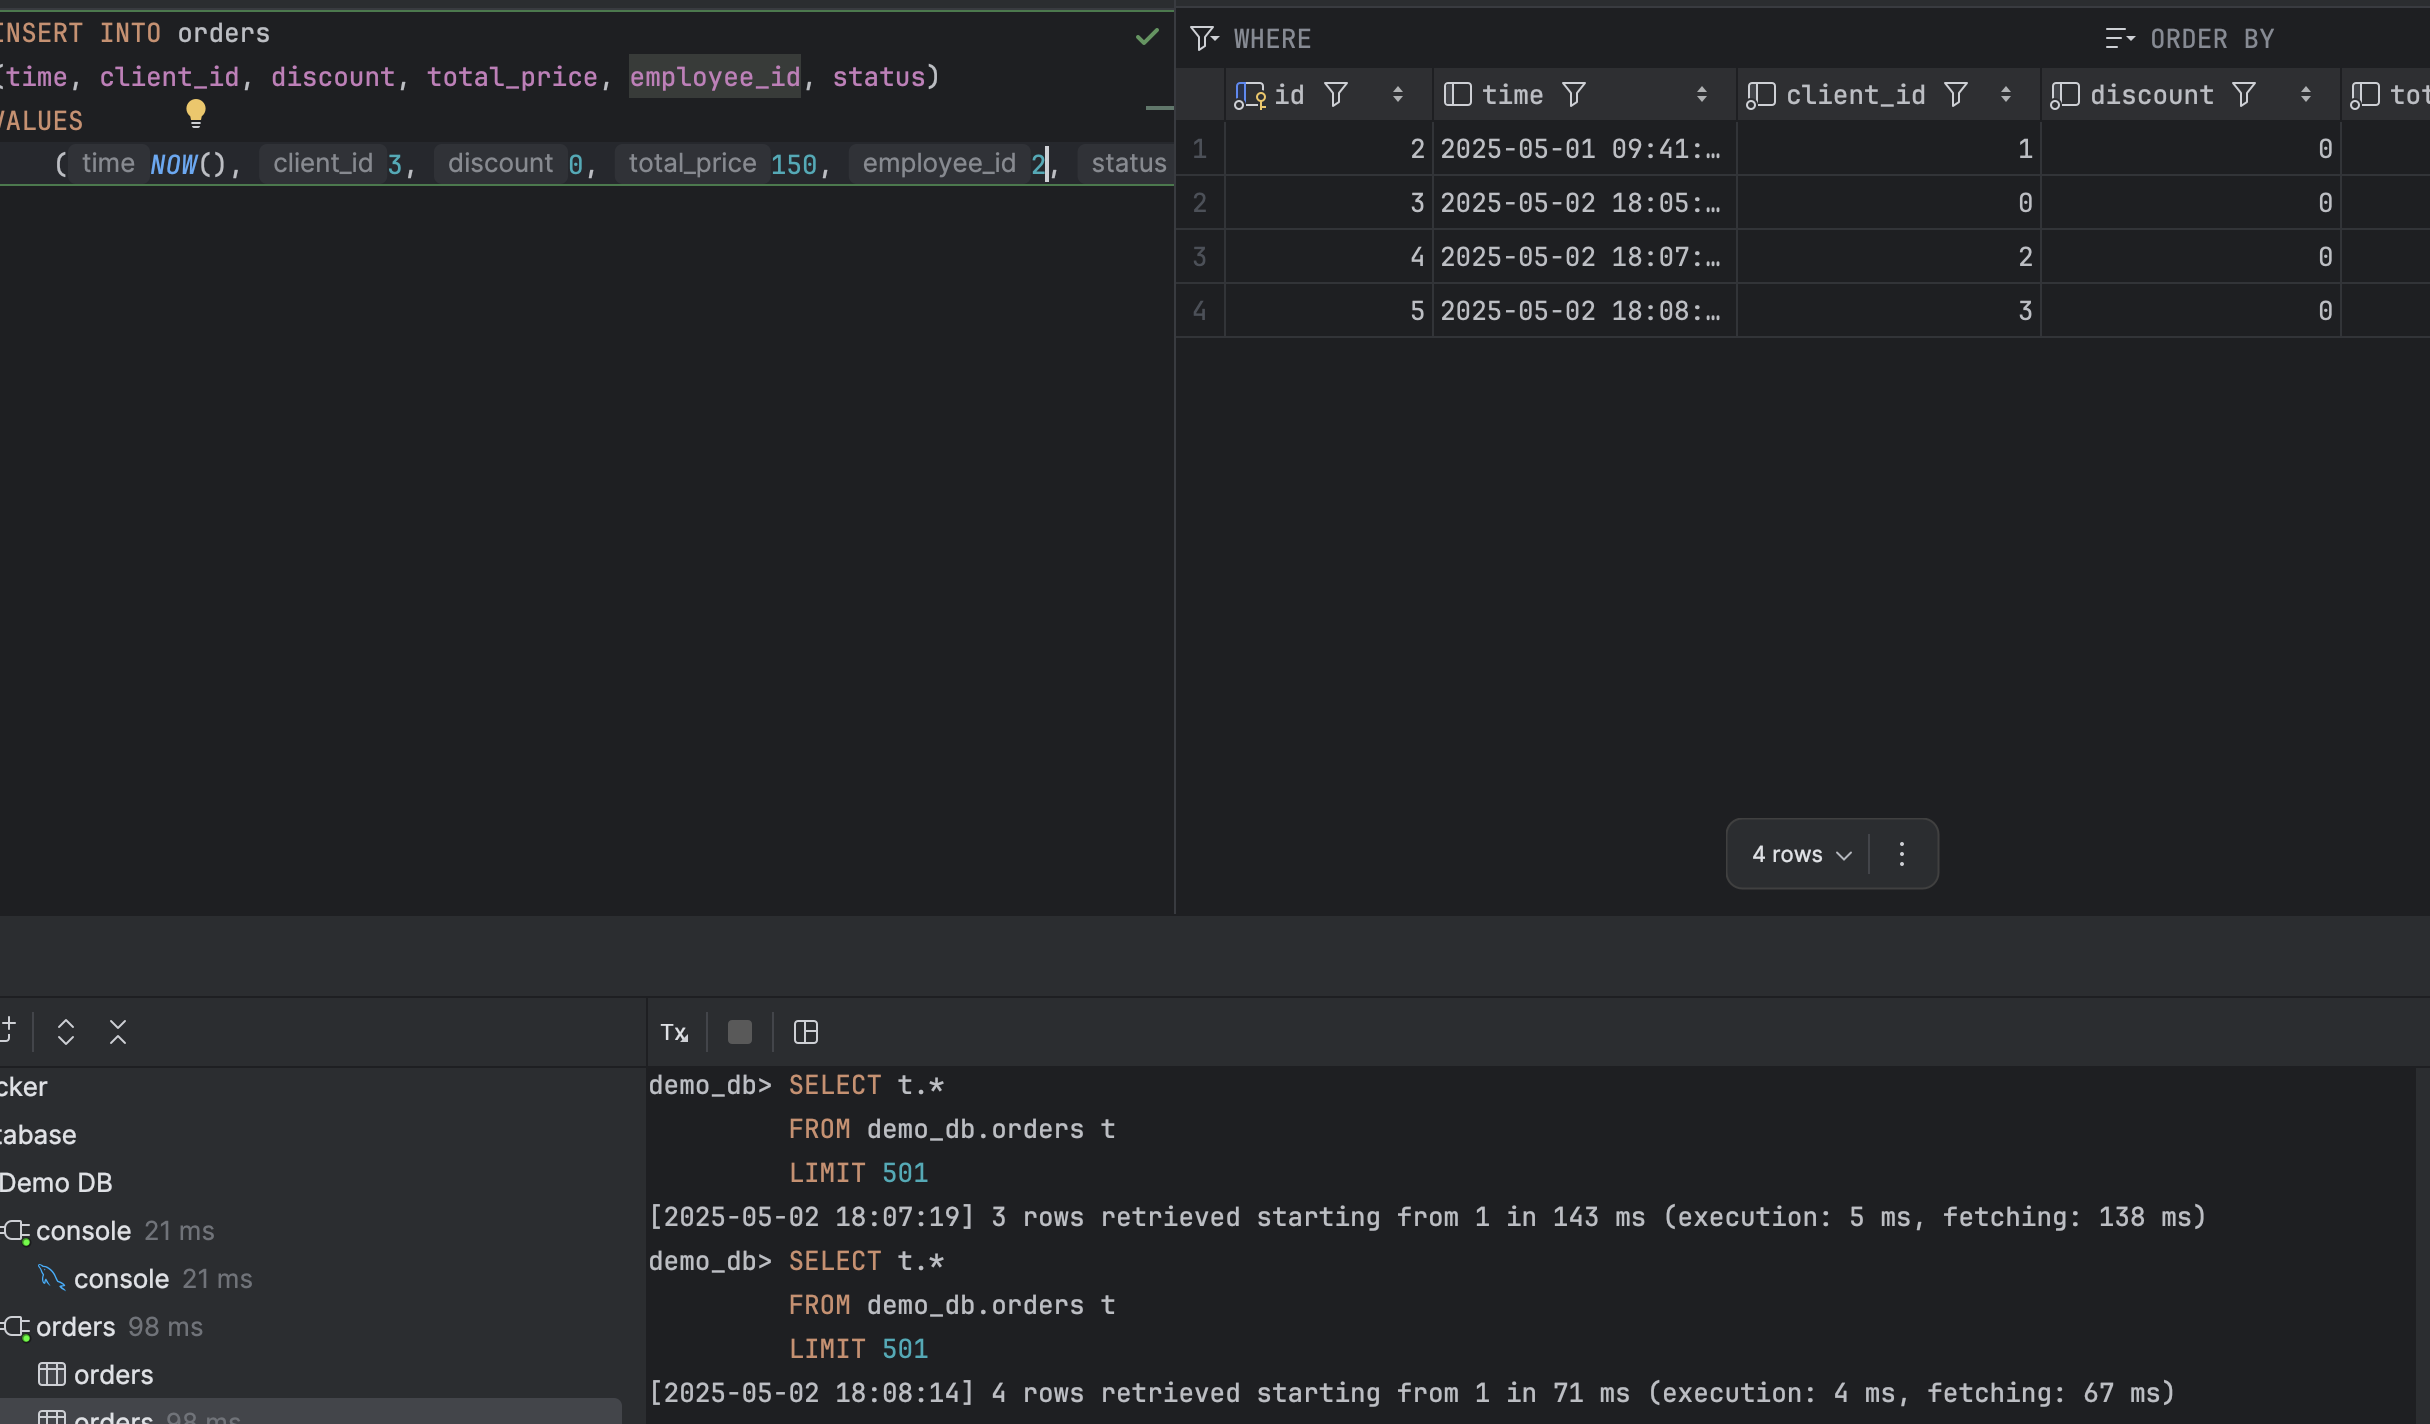 INSERT INTO orders
(time, client_id, discount, total_price, employee_id, status)
VALUES
( time NOW(), client_id 3, discount 0, total_price 150, employee_id 2, status
WHERE
ORDER BY
id time client_id discount tot
1 2 2025-05-01 09:41:… 1 0
2 3 2025-05-02 18:05:… 0 0
3 4 2025-05-02 18:07:… 2 0
4 5 2025-05-02 18:08:… 3 0
4 rows
Tx
cker
tabase
Demo DB
console 21 ms
console 21 ms
orders 98 ms
orders
orders 98 ms
demo_db> SELECT t.*
FROM demo_db.orders t
LIMIT 501
[2025-05-02 18:07:19] 3 rows retrieved starting from 1 in 143 ms (execution: 5 ms, fetching: 138 ms)
demo_db> SELECT t.*
FROM demo_db.orders t
LIMIT 501
[2025-05-02 18:08:14] 4 rows retrieved starting from 1 in 71 ms (execution: 4 ms, fetching: 67 ms)